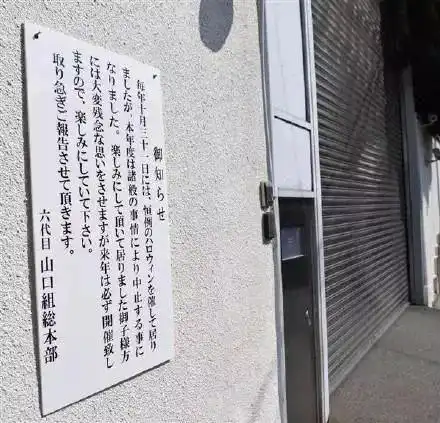 御知らせ
毎年十月三十一日には、恒例のハロウィンを催して居り
ましたが、本年度は諸般の事情により中止する事に
なりました。楽しみにして頂いて居りました御子様方
には大変残念な思いをさせますが来年は必ず開催致し
ますので、楽しみにしていて下さい。
取り急ぎご報告させて頂きます。
六代目 山口組総本部